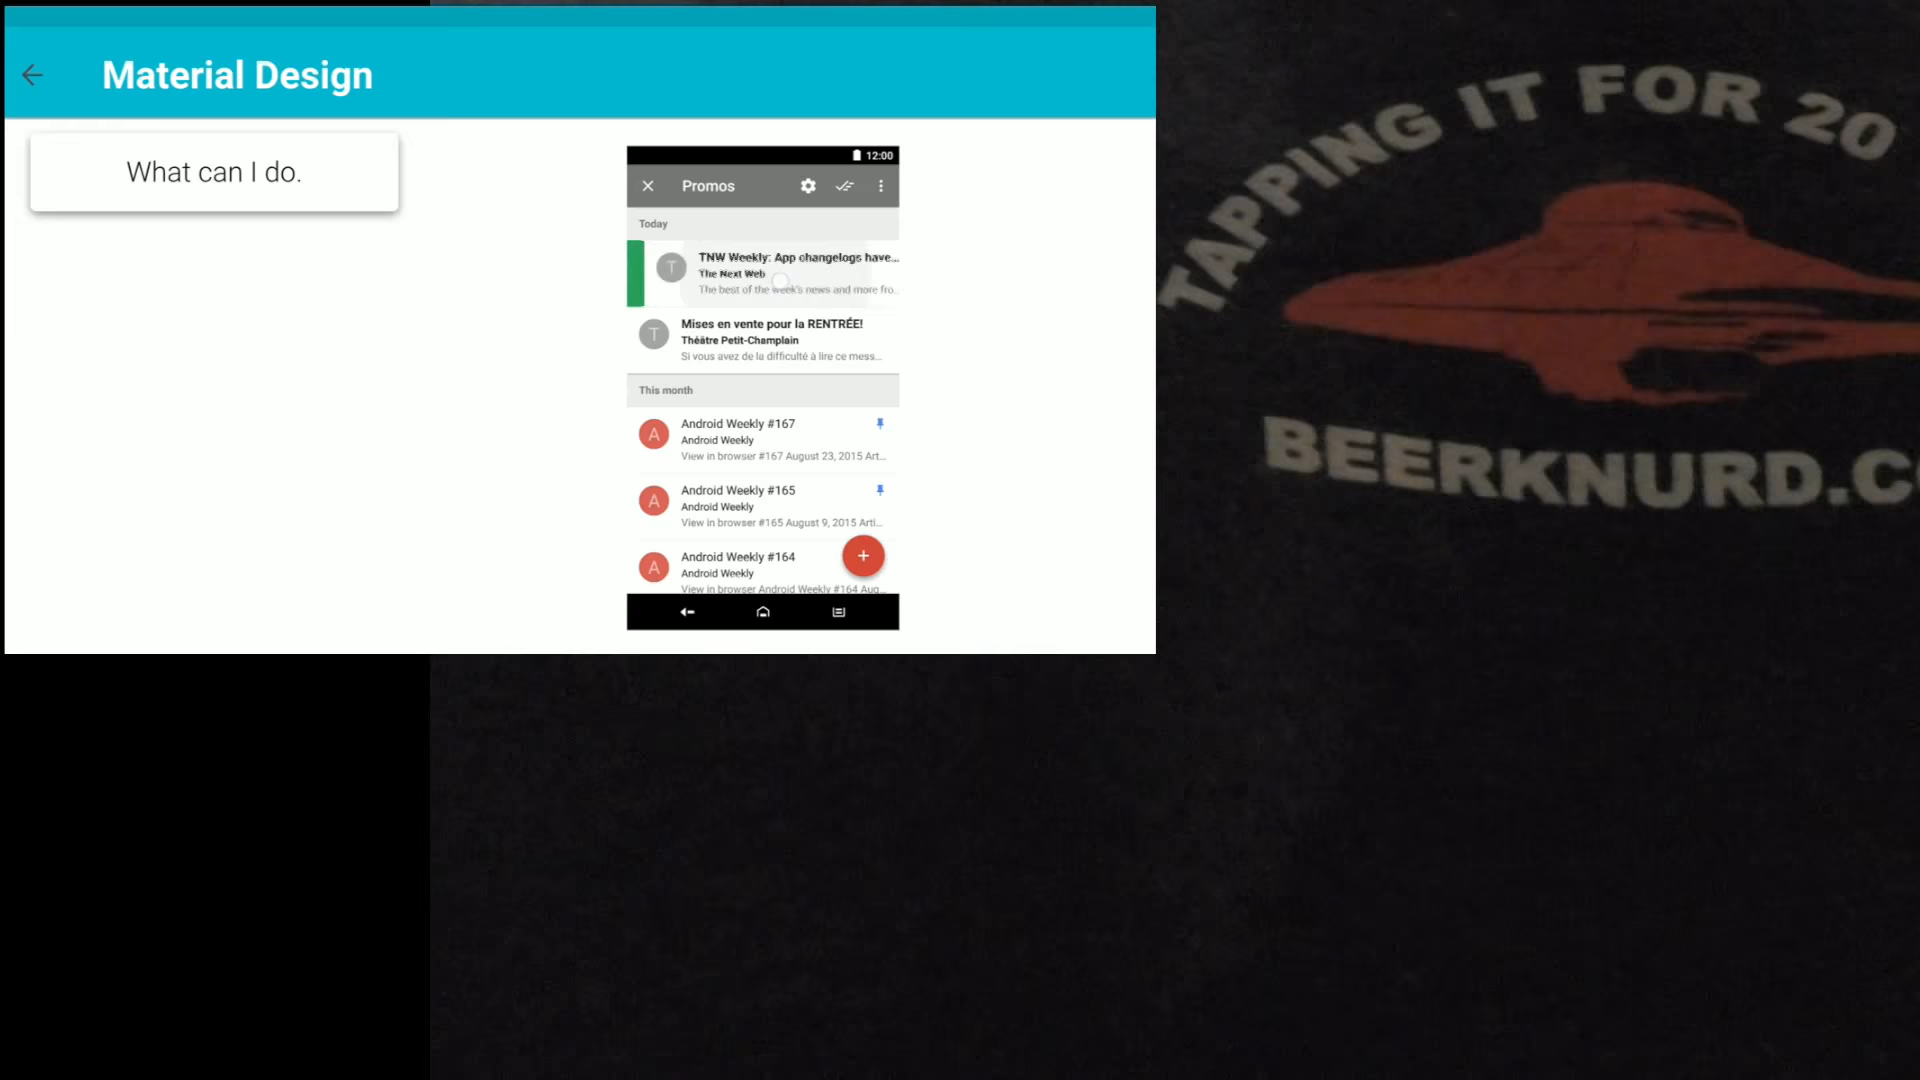 Material Design
What can I do.
12:00
Promos
Today
T
TNW Weekly: App changelogs have...
The Next Web
The best of the week's news and more fro..
T
Mises en vente pour la RENTRÉE!
Théâtre Petit-Champlain
Si vous avez de la difficulté à lire ce mess...
This month
A
Android Weekly #167
Android Weekly
View in browser #167 August 23, 2015 Art...
A
Android Weekly #165
Android Weekly
View in browser #165 August 9, 2015 Arti...
A
Android Weekly #164
Android Weekly
View in browser Android Weekly #164 Aug...
TAPPING IT FOR 20
BEERKNURD.C